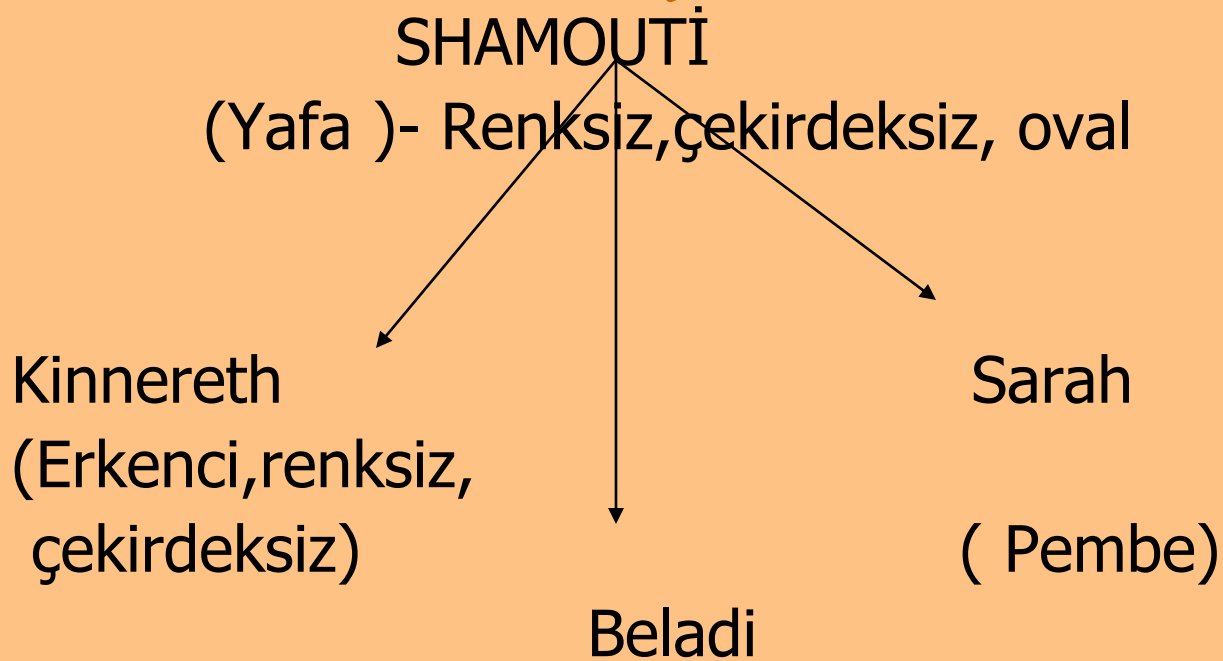 SHAMOUTİ
(Yafa )- Renksiz,çekirdeksiz, oval
Kinnereth
Sarah
(Erkenci,renksiz,
çekirdeksiz)
( Pembe)
Beladi